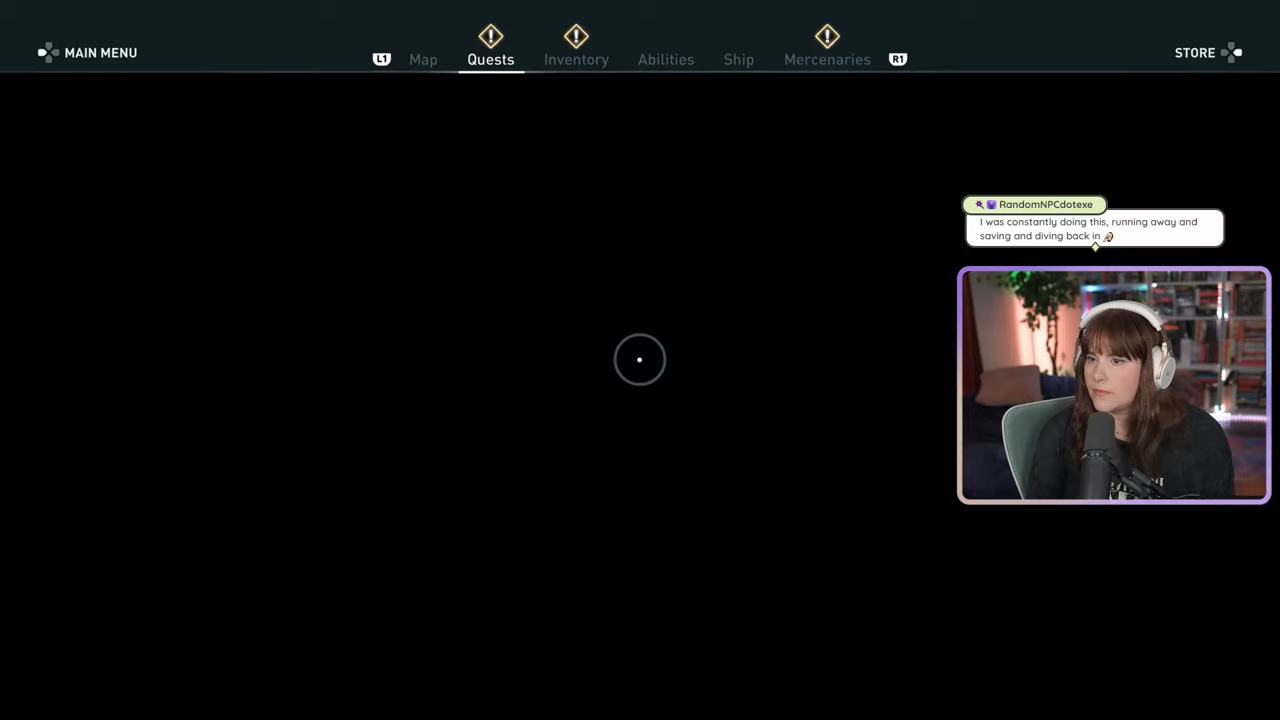 MAIN MENU
L1 Map Quests Inventory Abilities Ship Mercenaries R1
STORE
RandomNPCdotexe
I was constantly doing this, running away and
saving and diving back in